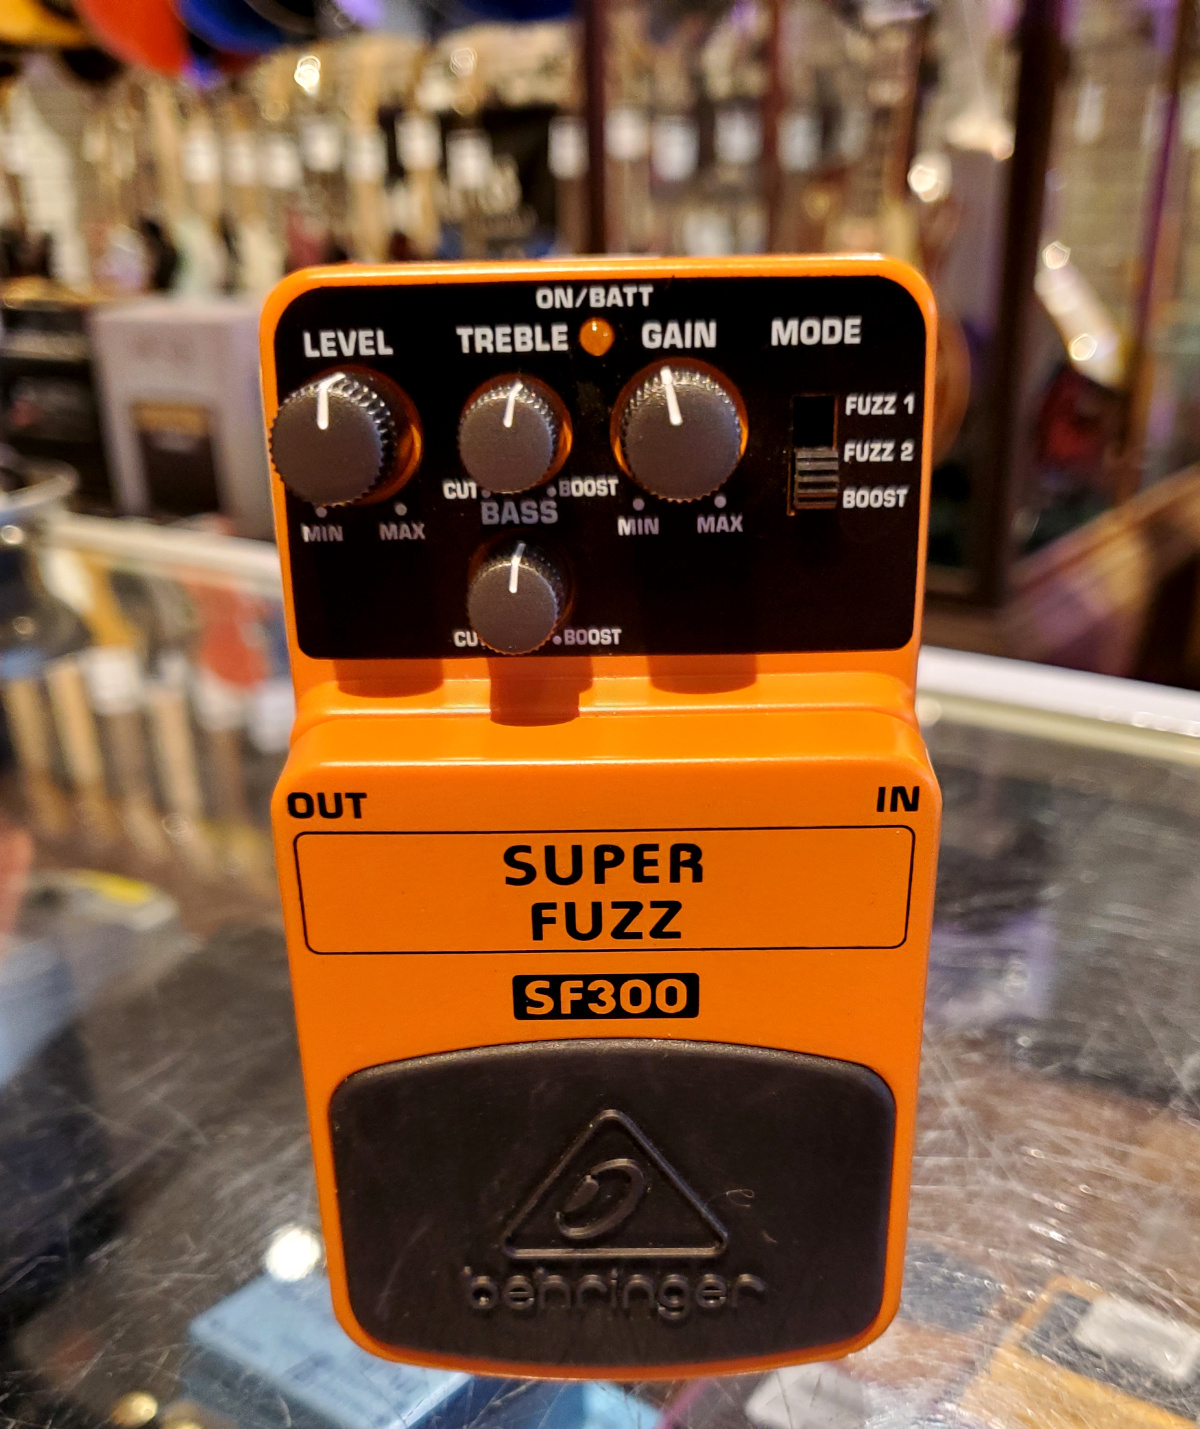 ON/BATT
LEVEL TREBLE GAIN MODE
FUZZ 1
FUZZ 2
CUT BOOST
BOOST
BASS
MIN MAX
MIN MAX
BOOST
OUT IN
SUPER
FUZZ
SF300
behringer